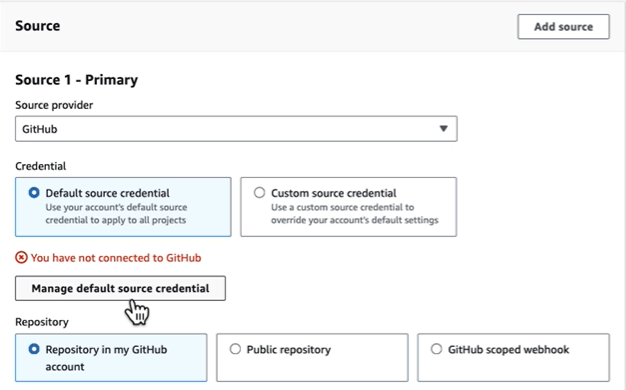 Source
Add source
Source 1 - Primary
Source provider
GitHub
Credential
Default source credential
Use your account's default source
credential to apply to all projects
Custom source credential
Use a custom source credential to
override your account's default settings
You have not connected to GitHub
Manage default source credential
Repository
Repository in my GitHub
account
Public repository
GitHub scoped webhook